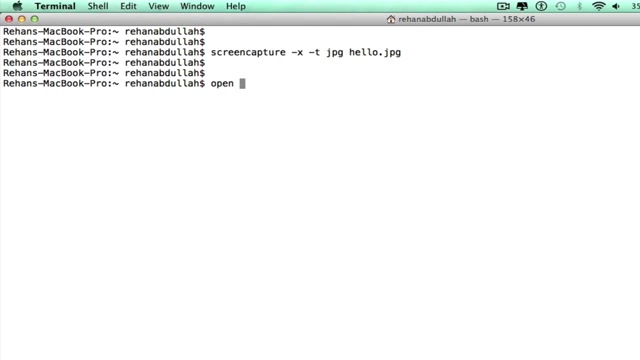 Terminal Shell Edit View Window Help
rehanabdullah — bash — 158×46
Rehans-MacBook-Pro:~ rehanabdullah$
Rehans-MacBook-Pro:~ rehanabdullah$
Rehans-MacBook-Pro:~ rehanabdullah$ screencapture -x -t jpg hello.jpg
Rehans-MacBook-Pro:~ rehanabdullah$
Rehans-MacBook-Pro:~ rehanabdullah$
Rehans-MacBook-Pro:~ rehanabdullah$ open